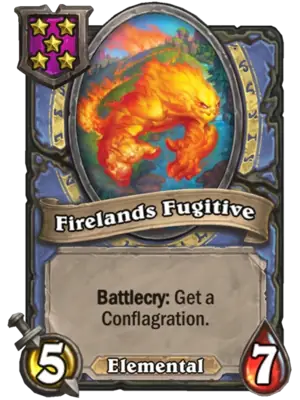 Firelands Fugitive
Battlecry: Get a
Conflagration.
5
Elemental
7